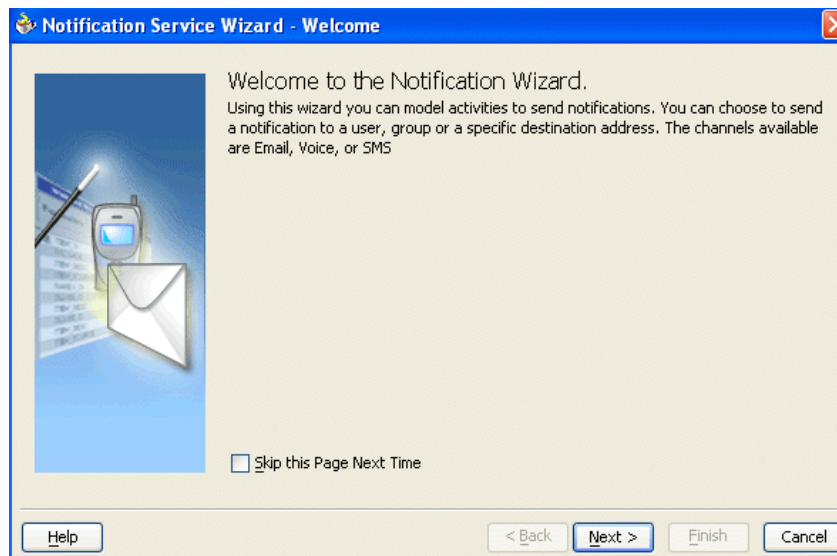 Notification Service Wizard - Welcome
Welcome to the Notification Wizard.
Using this wizard you can model activities to send notifications. You can choose to send
a notification to a user, group or a specific destination address. The channels available
are Email, Voice, or SMS
Skip this Page Next Time
Help
< Back
Next >
Finish
Cancel